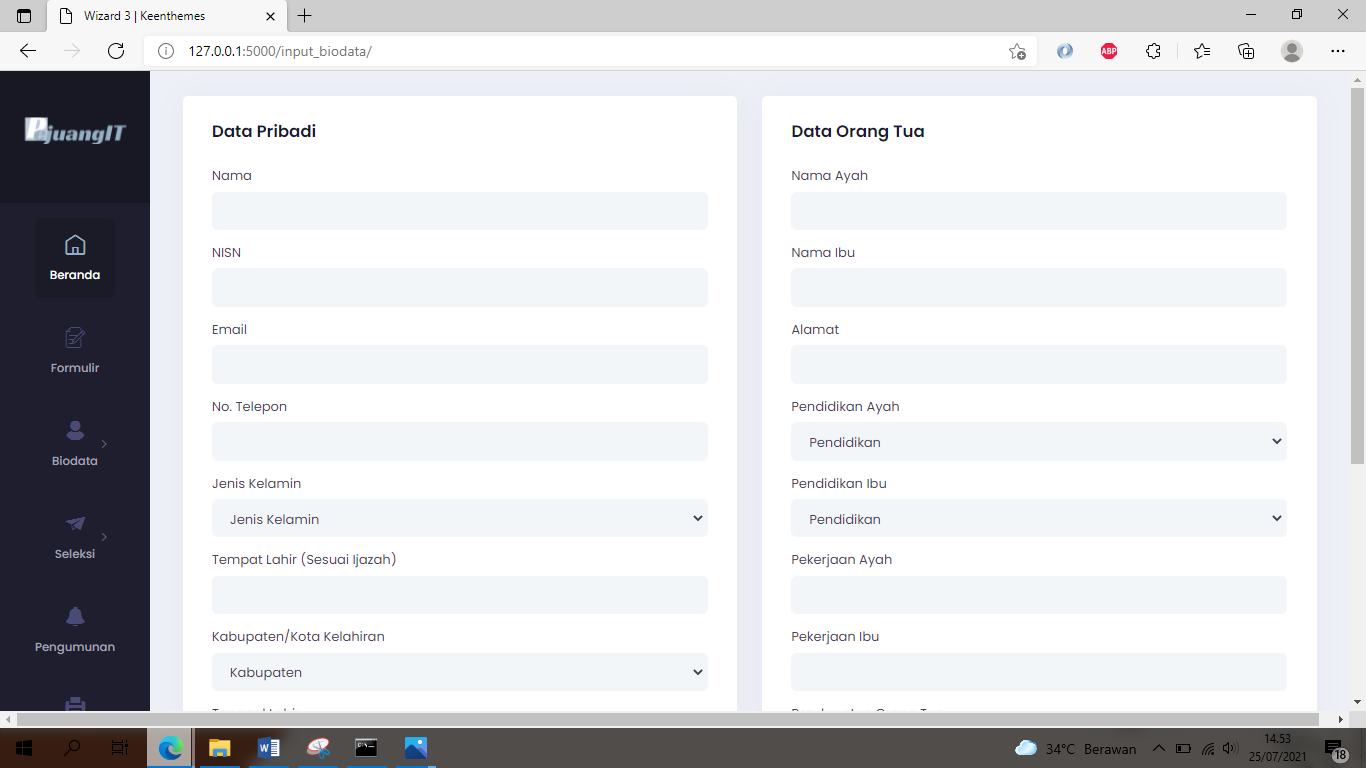 Wizard 3 | Keenthemes
127.0.0.1:5000/input_biodata/
ABP
PejuangIT
Beranda
Formulir
Biodata
Seleksi
Pengumunan
Data Pribadi
Nama
NISN
Email
No. Telepon
Jenis Kelamin
Jenis Kelamin
Tempat Lahir (Sesuai Ijazah)
Kabupaten/Kota Kelahiran
Kabupaten
Data Orang Tua
Nama Ayah
Nama Ibu
Alamat
Pendidikan Ayah
Pendidikan
Pendidikan Ibu
Pendidikan
Pekerjaan Ayah
Pekerjaan Ibu
34°C Berawan
14.53
25/07/2021
18